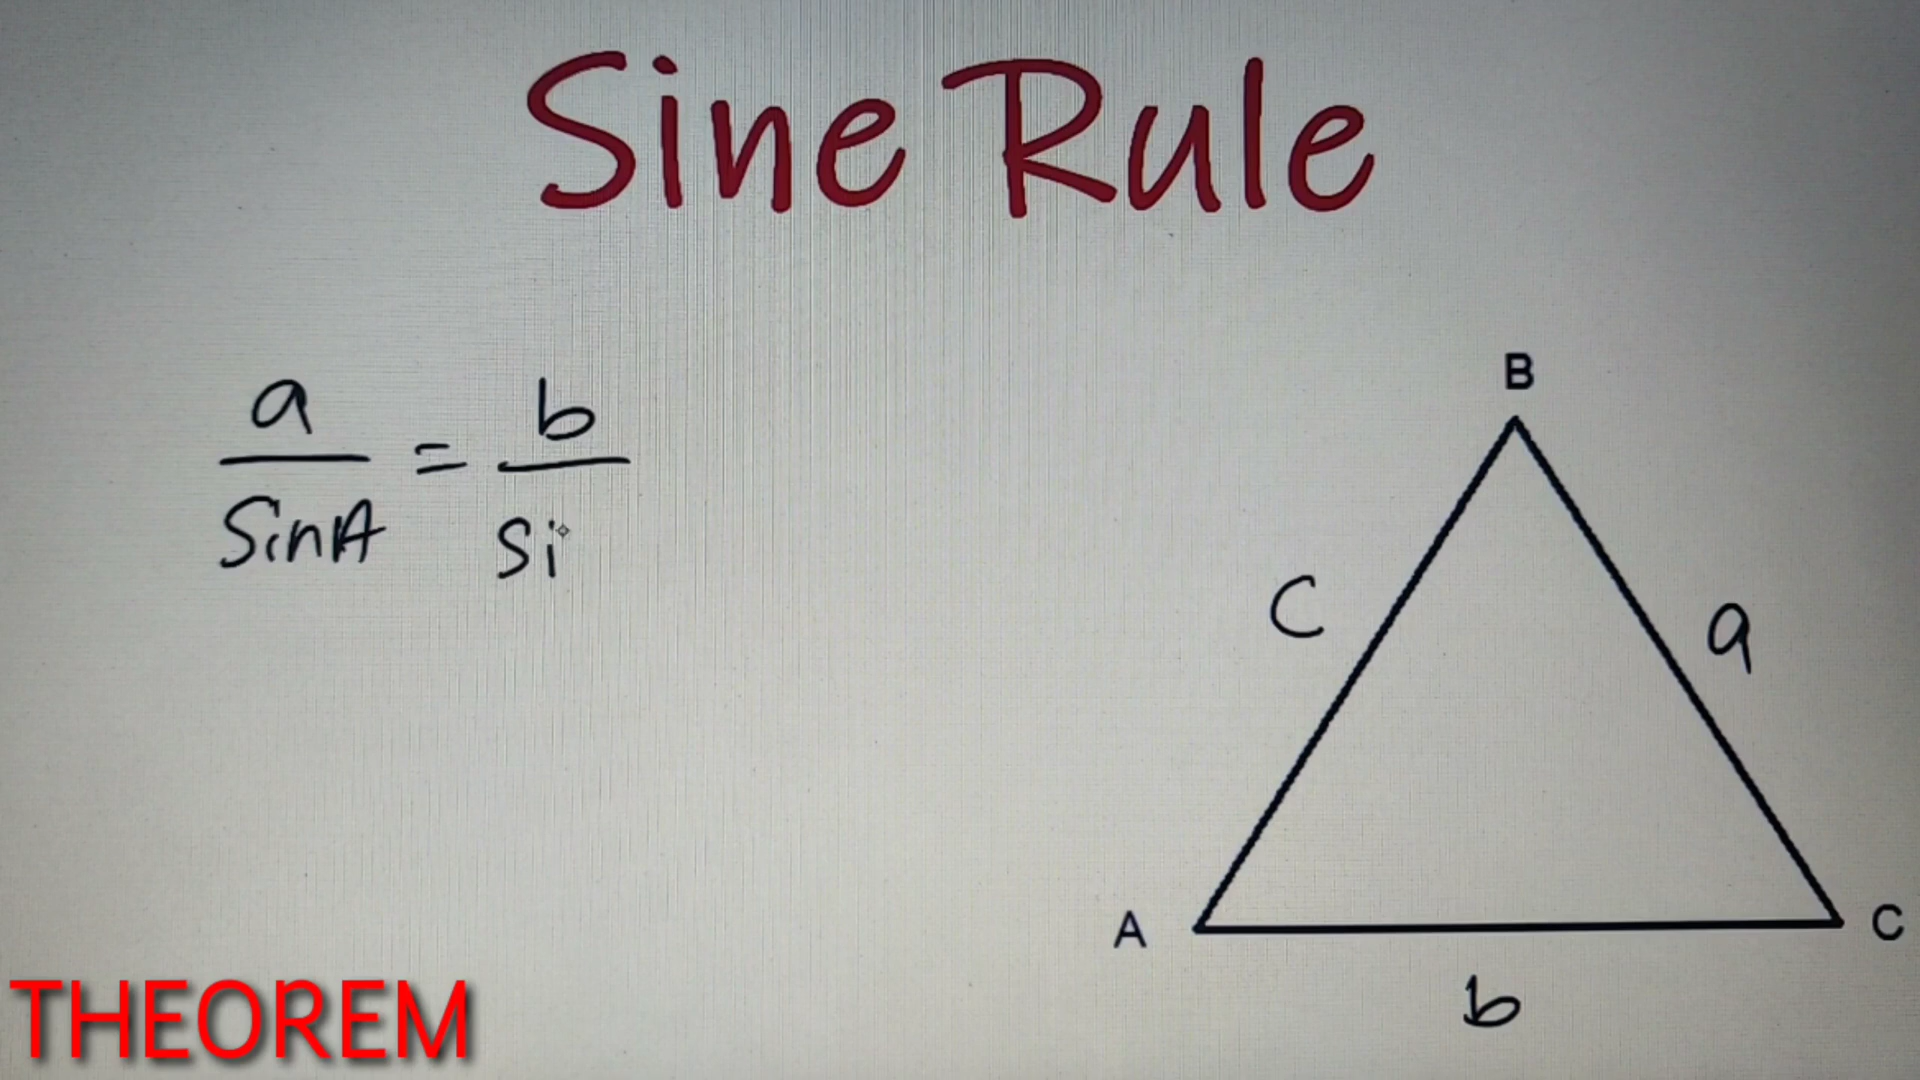 Sine Rule
a/SinA = b/Si
B
C
a
A
C
b
THEOREM